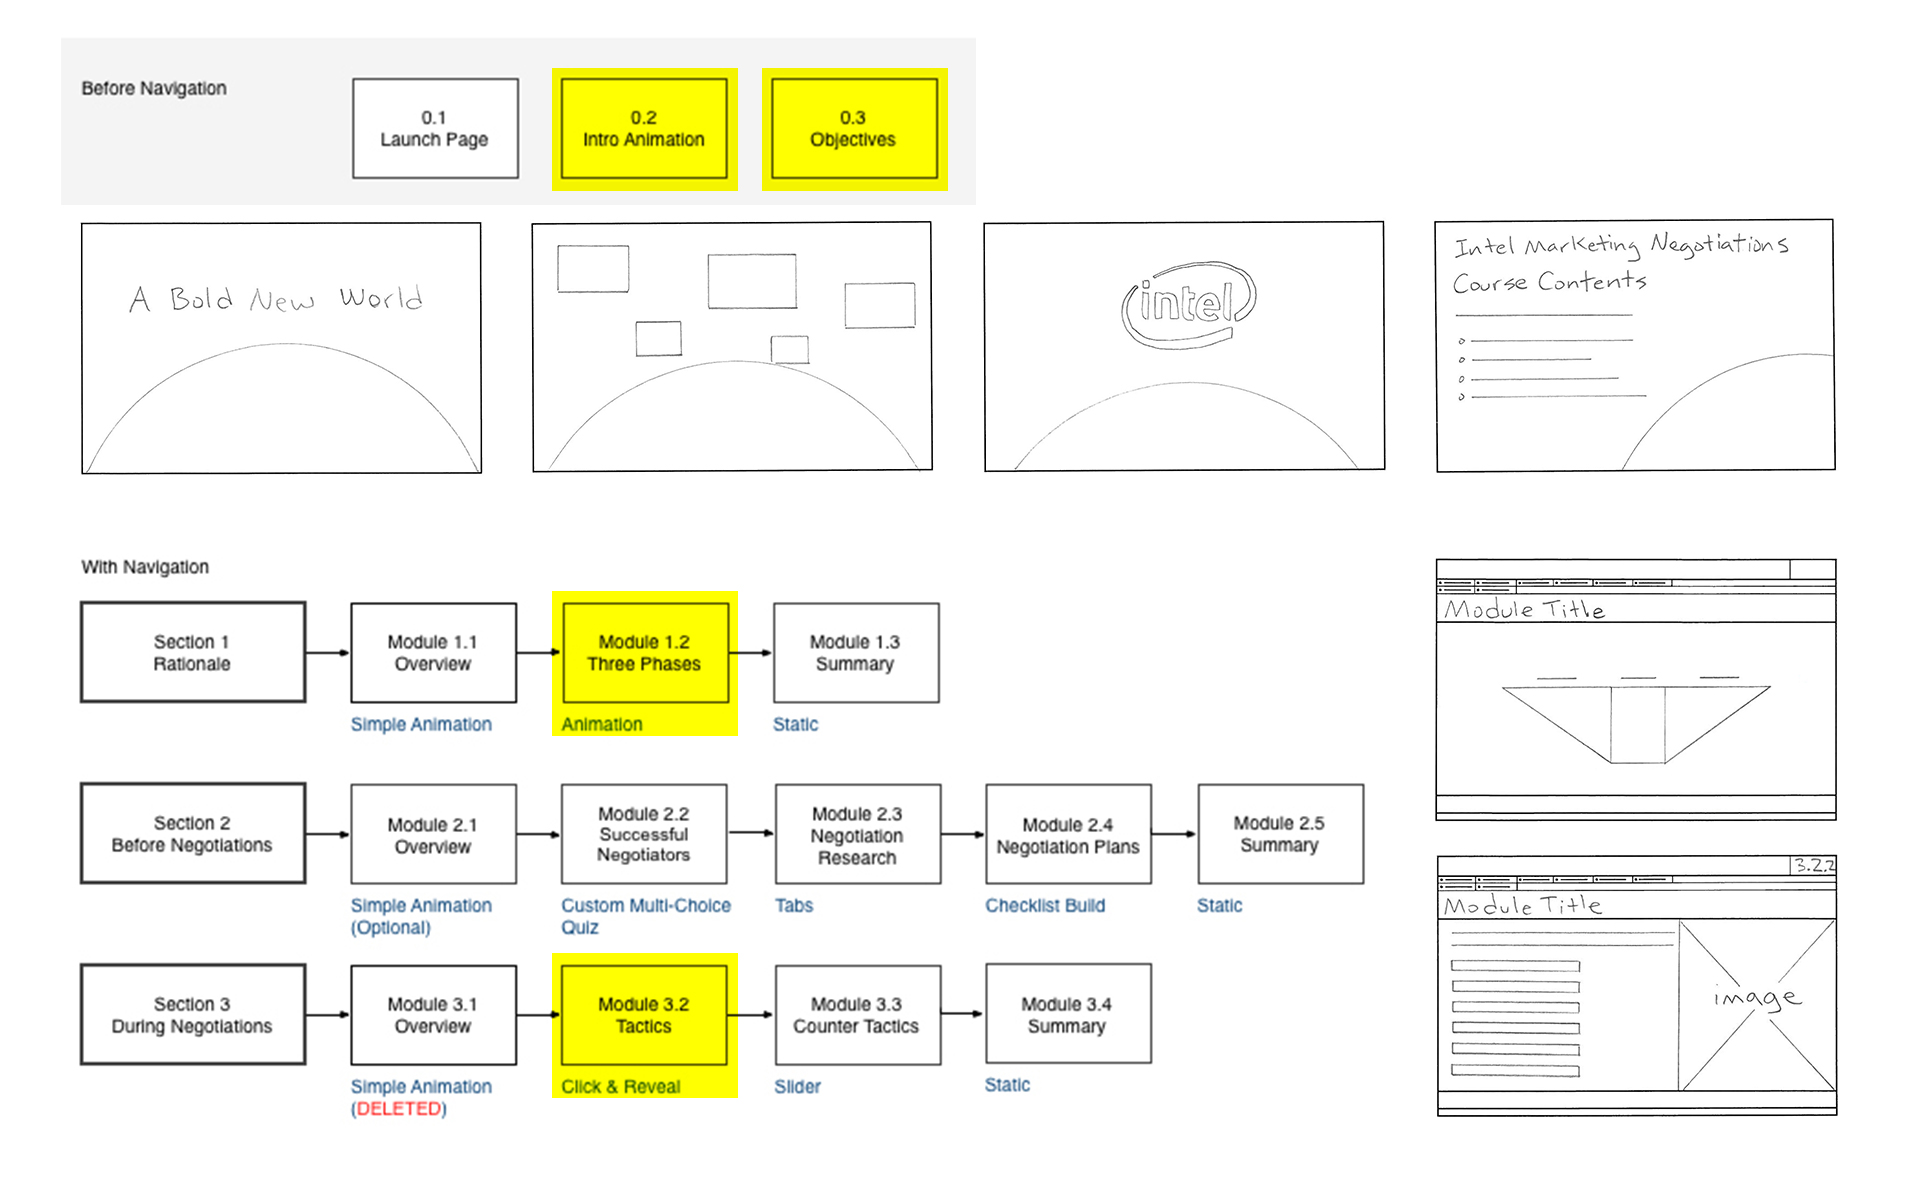 Before Navigation
0.1
Launch Page
0.2
Intro Animation
0.3
Objectives
A Bold New World
intel
Intel Marketing Negotiations
Course Contents
With Navigation
Section 1
Rationale
Module 1.1
Overview
Simple Animation
Module 1.2
Three Phases
Animation
Module 1.3
Summary
Static
Module Title
Section 2
Before Negotiations
Module 2.1
Overview
Simple Animation
(Optional)
Module 2.2
Successful
Negotiators
Custom Multi-Choice
Quiz
Module 2.3
Negotiation
Research
Tabs
Module 2.4
Negotiation Plans
Checklist Build
Module 2.5
Summary
Static
3.2.2
Module Title
image
Section 3
During Negotiations
Module 3.1
Overview
Simple Animation
(DELETED)
Module 3.2
Tactics
Click & Reveal
Module 3.3
Counter Tactics
Slider
Module 3.4
Summary
Static